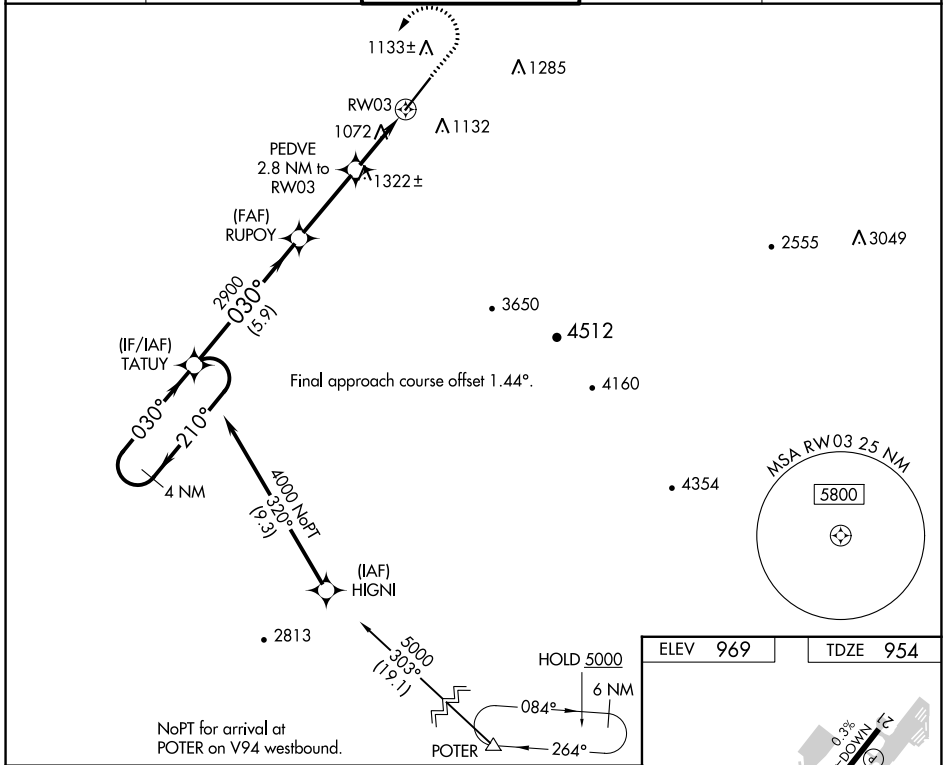 1133±
1285
RW03
1072
1132
PEDVE
2.8 NM to
RW03
1322±
(FAF)
RUPOY
2555
3049
2900
030°
(5.9)
3650
4512
(IF/IAF)
TATUY
Final approach course offset 1.44°.
4160
030°
210°
4 NM
4000 NoPT
320°
(9.3)
4354
MSA RW03 25 NM
5800
(IAF)
HIGNI
2813
5000
303°
(19.1)
HOLD 5000
6 NM
084°
264°
POTER
NoPT for arrival at
POTER on V94 westbound.
ELEV 969
TDZE 954
0.3%
DOWN
21
P